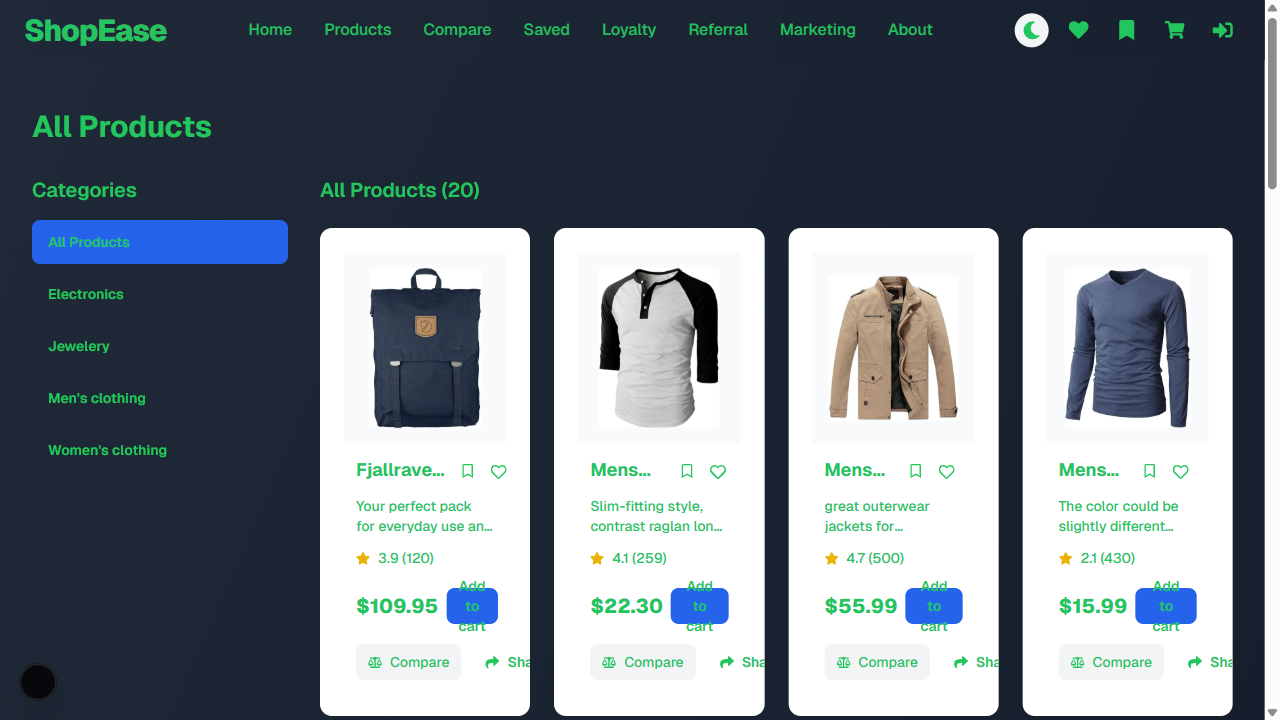 ShopEase
Home
Products
Compare
Saved
Loyalty
Referral
Marketing
About
All Products
Categories
All Products
Electronics
Jewelery
Men's clothing
Women's clothing
All Products (20)
Fjallrave...
Your perfect pack
for everyday use an...
3.9 (120)
$109.95
Add
to
cart
Compare
Sha
Mens...
Slim-fitting style,
contrast raglan lon...
4.1 (259)
$22.30
Add
to
cart
Compare
Sha
Mens...
great outerwear
jackets for...
4.7 (500)
$55.99
Add
to
cart
Compare
Sha
Mens...
The color could be
slightly different...
2.1 (430)
$15.99
Add
to
cart
Compare
Sha